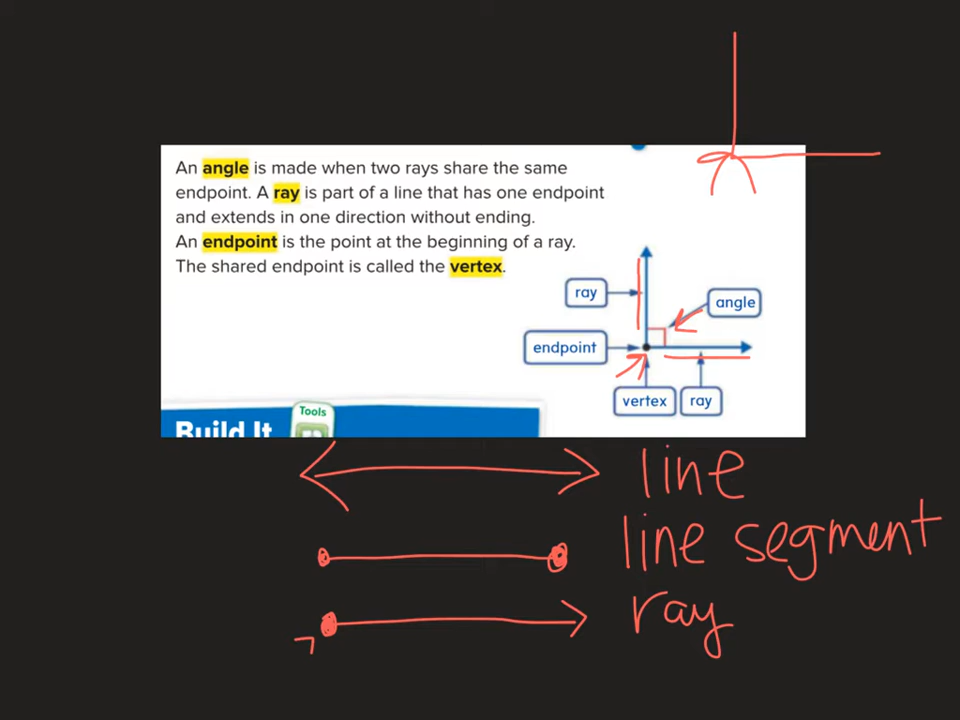 An angle is made when two rays share the same
endpoint. A ray is part of a line that has one endpoint
and extends in one direction without ending.
An endpoint is the point at the beginning of a ray.
The shared endpoint is called the vertex.
ray
angle
endpoint
vertex
ray
Tools
Build It
line
line segment
ray